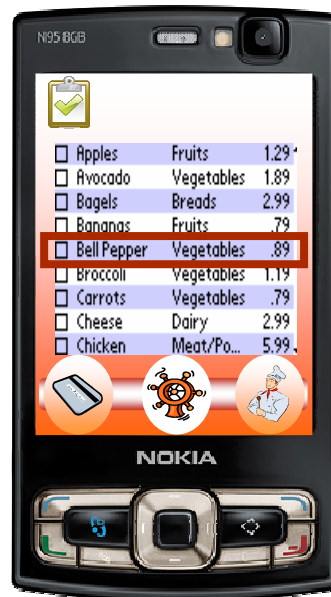 N95 8GB
Apples Fruits 1.29
Avocado Vegetables 1.89
Bagels Breads 2.99
Bananas Fruits .79
Bell Pepper Vegetables .89
Broccoli Vegetables 1.19
Carrots Vegetables .79
Cheese Dairy 2.99
Chicken Meat/Po... 5.99
NOKIA